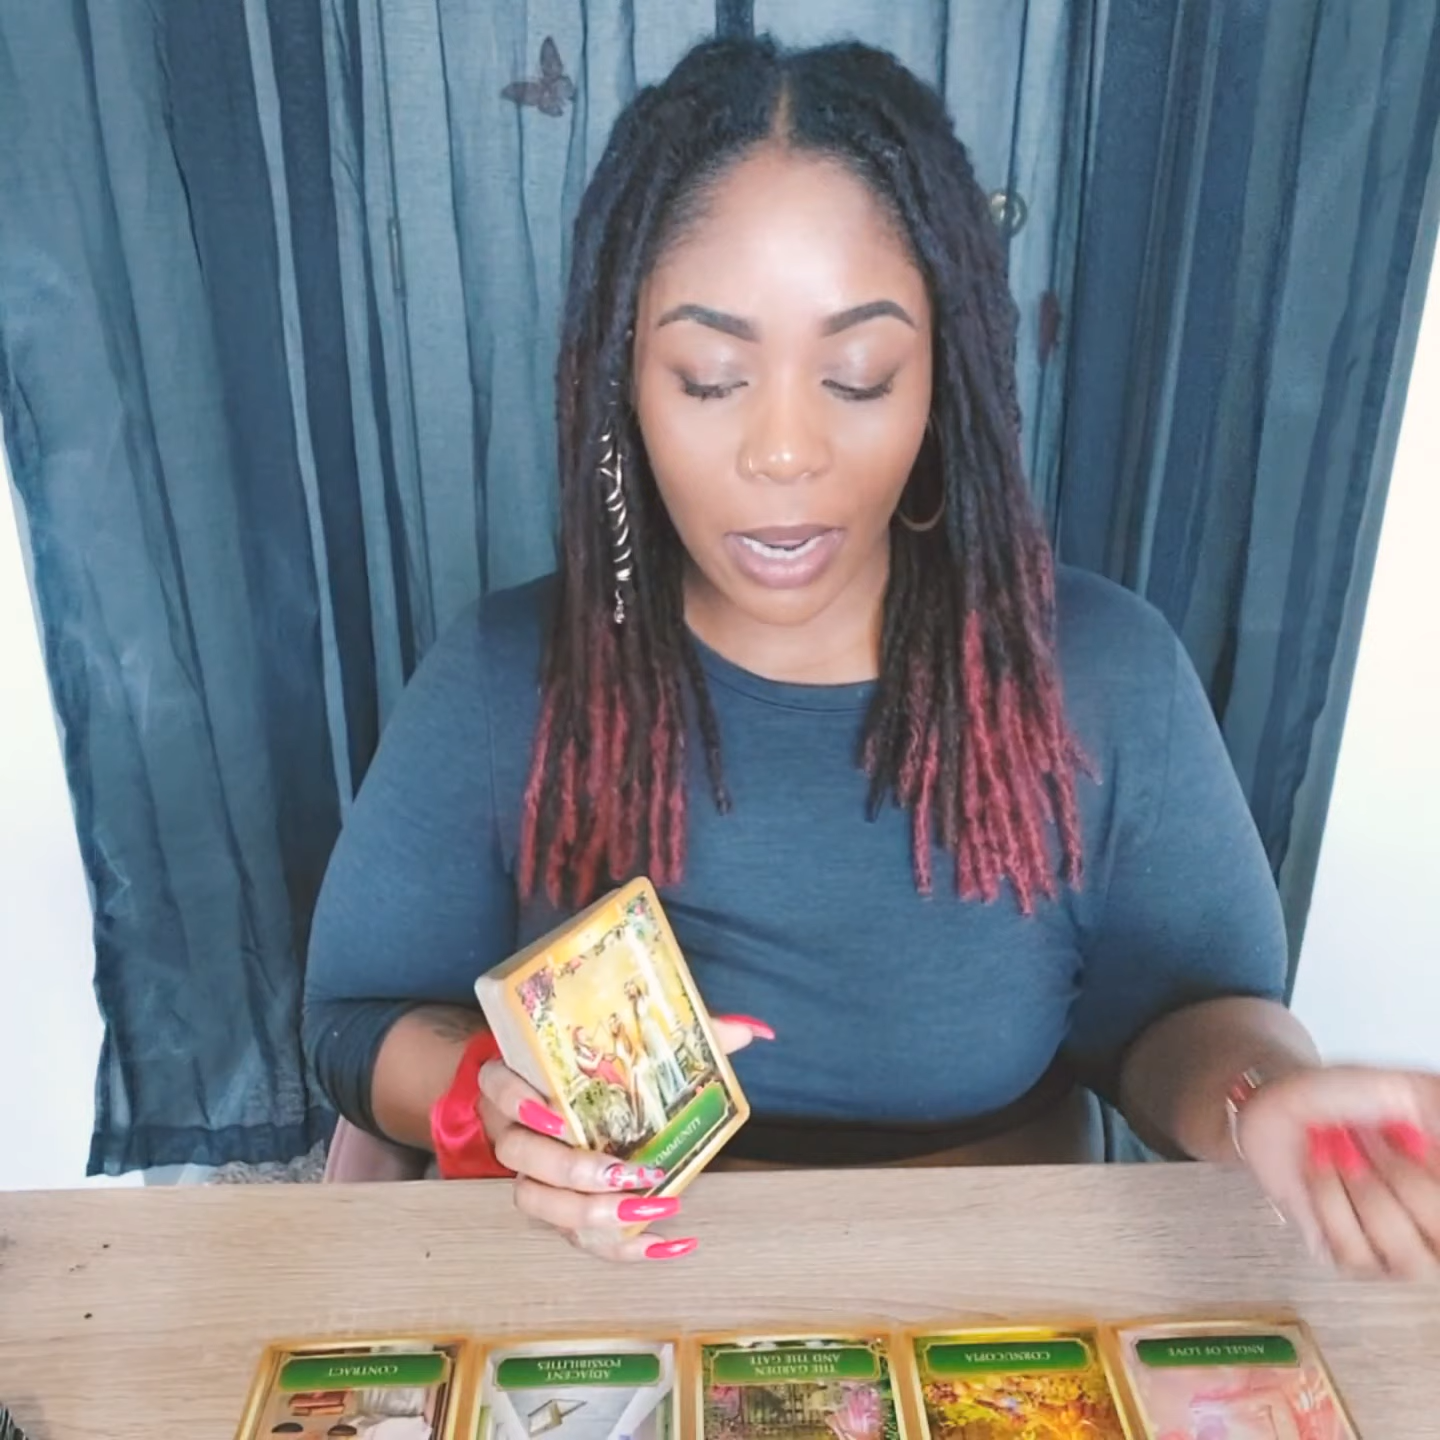 COMMUNITY
CONTRACT
ADJACENT
POSSIBILITIES
THE GARDEN
AND THE GATE
CORNUCOPIA
ANGEL OF LOVE